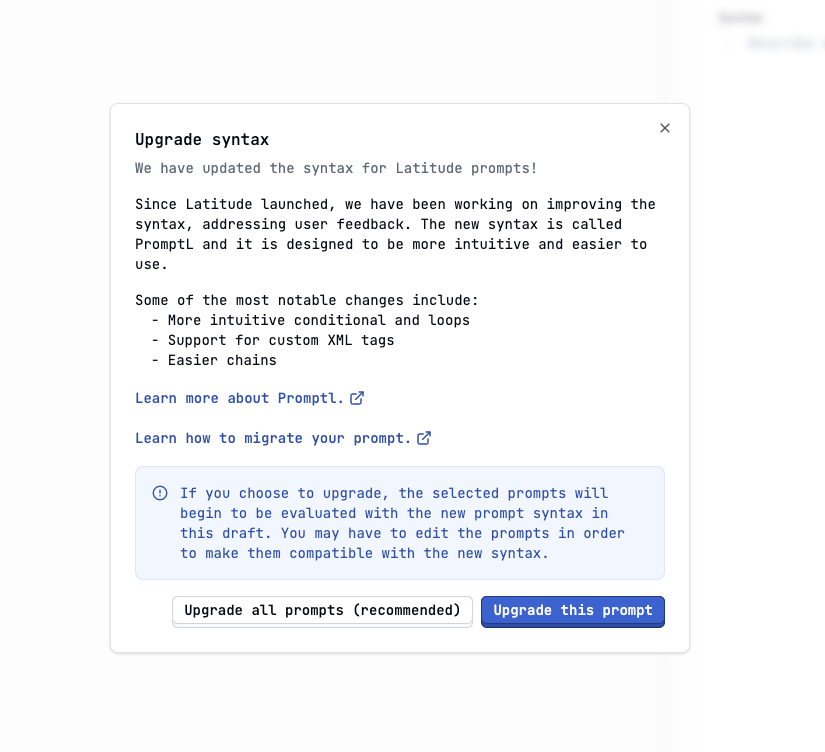 Upgrade syntax
We have updated the syntax for Latitude prompts!
Since Latitude launched, we have been working on improving the
syntax, addressing user feedback. The new syntax is called
PromptL and it is designed to be more intuitive and easier to
use.
Some of the most notable changes include:
- More intuitive conditional and loops
- Support for custom XML tags
- Easier chains
Learn more about Promptl.
Learn how to migrate your prompt.
If you choose to upgrade, the selected prompts will
begin to be evaluated with the new prompt syntax in
this draft. You may have to edit the prompts in order
to make them compatible with the new syntax.
Upgrade all prompts (recommended)
Upgrade this prompt